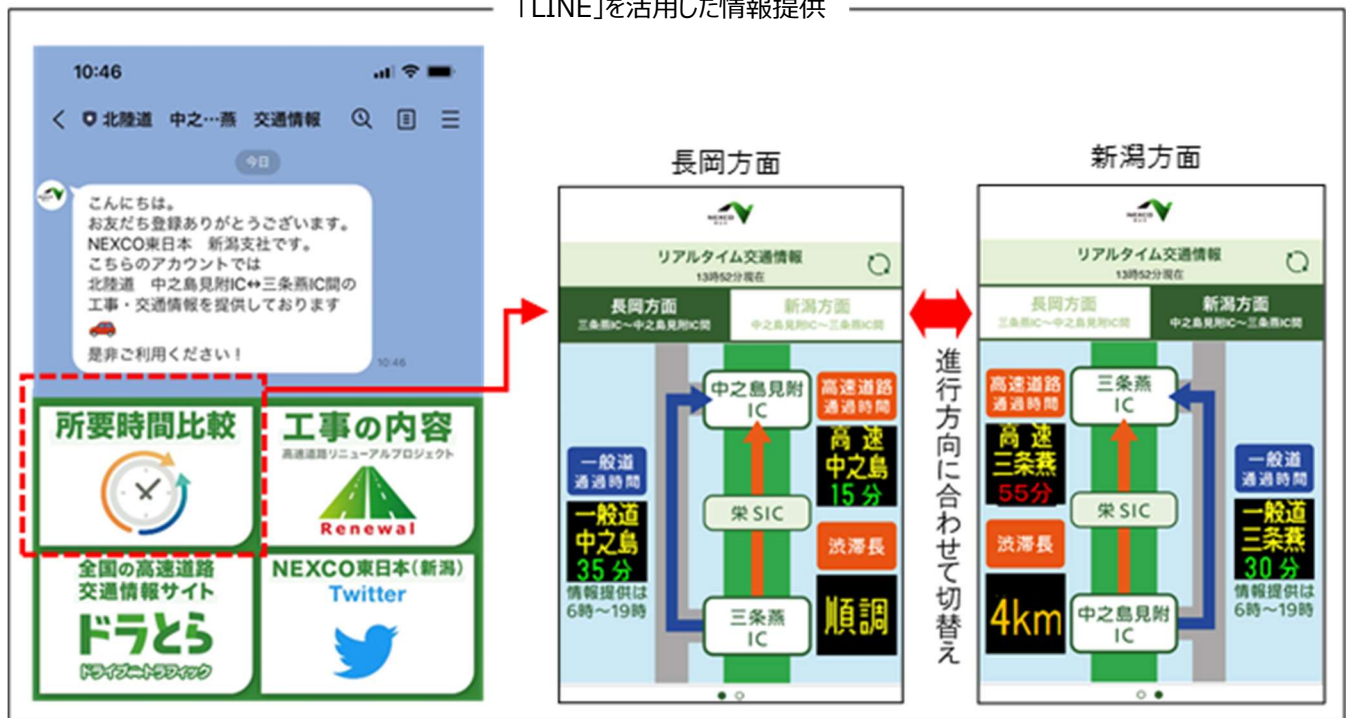 「LINE」を活用した情報提供
10:46
北陸道 中之…燕 交通情報
今日
こんにちは。
お友だち登録ありがとうございます。
NEXCO東日本 新潟支社です。
こちらのアカウントでは
北陸道 中之島見附IC↔三条燕IC間の
工事・交通情報を提供しております
是非ご利用ください！
10:46
所要時間比較
工事の内容
高速道路リニューアルプロジェクト
Renewal
全国の高速道路
交通情報サイト
ドラとら
ドライブ トラフィック
NEXCO東日本(新潟)
Twitter
長岡方面
NEXCO
リアルタイム交通情報
13時52分現在
長岡方面
三条燕IC～中之島見附IC間
新潟方面
中之島見附IC～三条燕IC間
中之島見附
IC
高速道路
通過時間
高速
中之島
15分
一般道
通過時間
一般道
中之島
35分
情報提供は
6時～19時
栄SIC
渋滞長
順調
三条燕
IC
進行方向に合わせて切替え
新潟方面
NEXCO
リアルタイム交通情報
13時52分現在
長岡方面
三条燕IC～中之島見附IC間
新潟方面
中之島見附IC～三条燕IC間
高速道路
通過時間
高速
三条燕
55分
三条燕
IC
一般道
通過時間
一般道
三条燕
30分
情報提供は
6時～19時
栄SIC
渋滞長
4km
中之島見附
IC